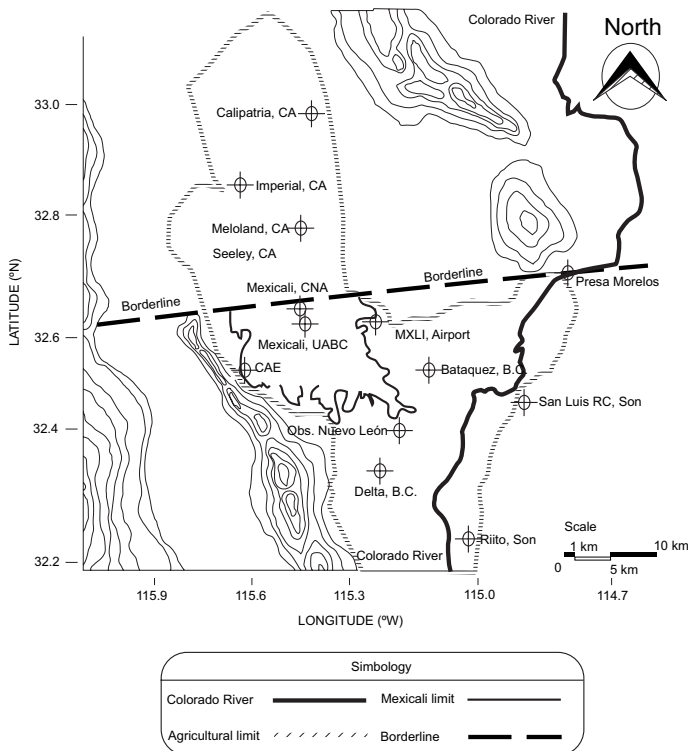 Colorado River
North
33.0
Calipatria, CA
Imperial, CA
32.8
Meloland, CA
Seeley, CA
Mexicali, CNA
Borderline
Borderline
Presa Morelos
LATITUDE (ºN)
32.6
MXLI, Airport
Mexicali, UABC
CAE
Bataquez, B.C.
San Luis RC, Son
32.4
Obs. Nuevo León
Delta, B.C.
Scale
1 km
10 km
0
5 km
Riito, Son
Colorado River
32.2
115.9
115.6
115.3
115.0
114.7
LONGITUDE (ºW)
Simbology
Colorado River
Mexicali limit
Agricultural limit
Borderline